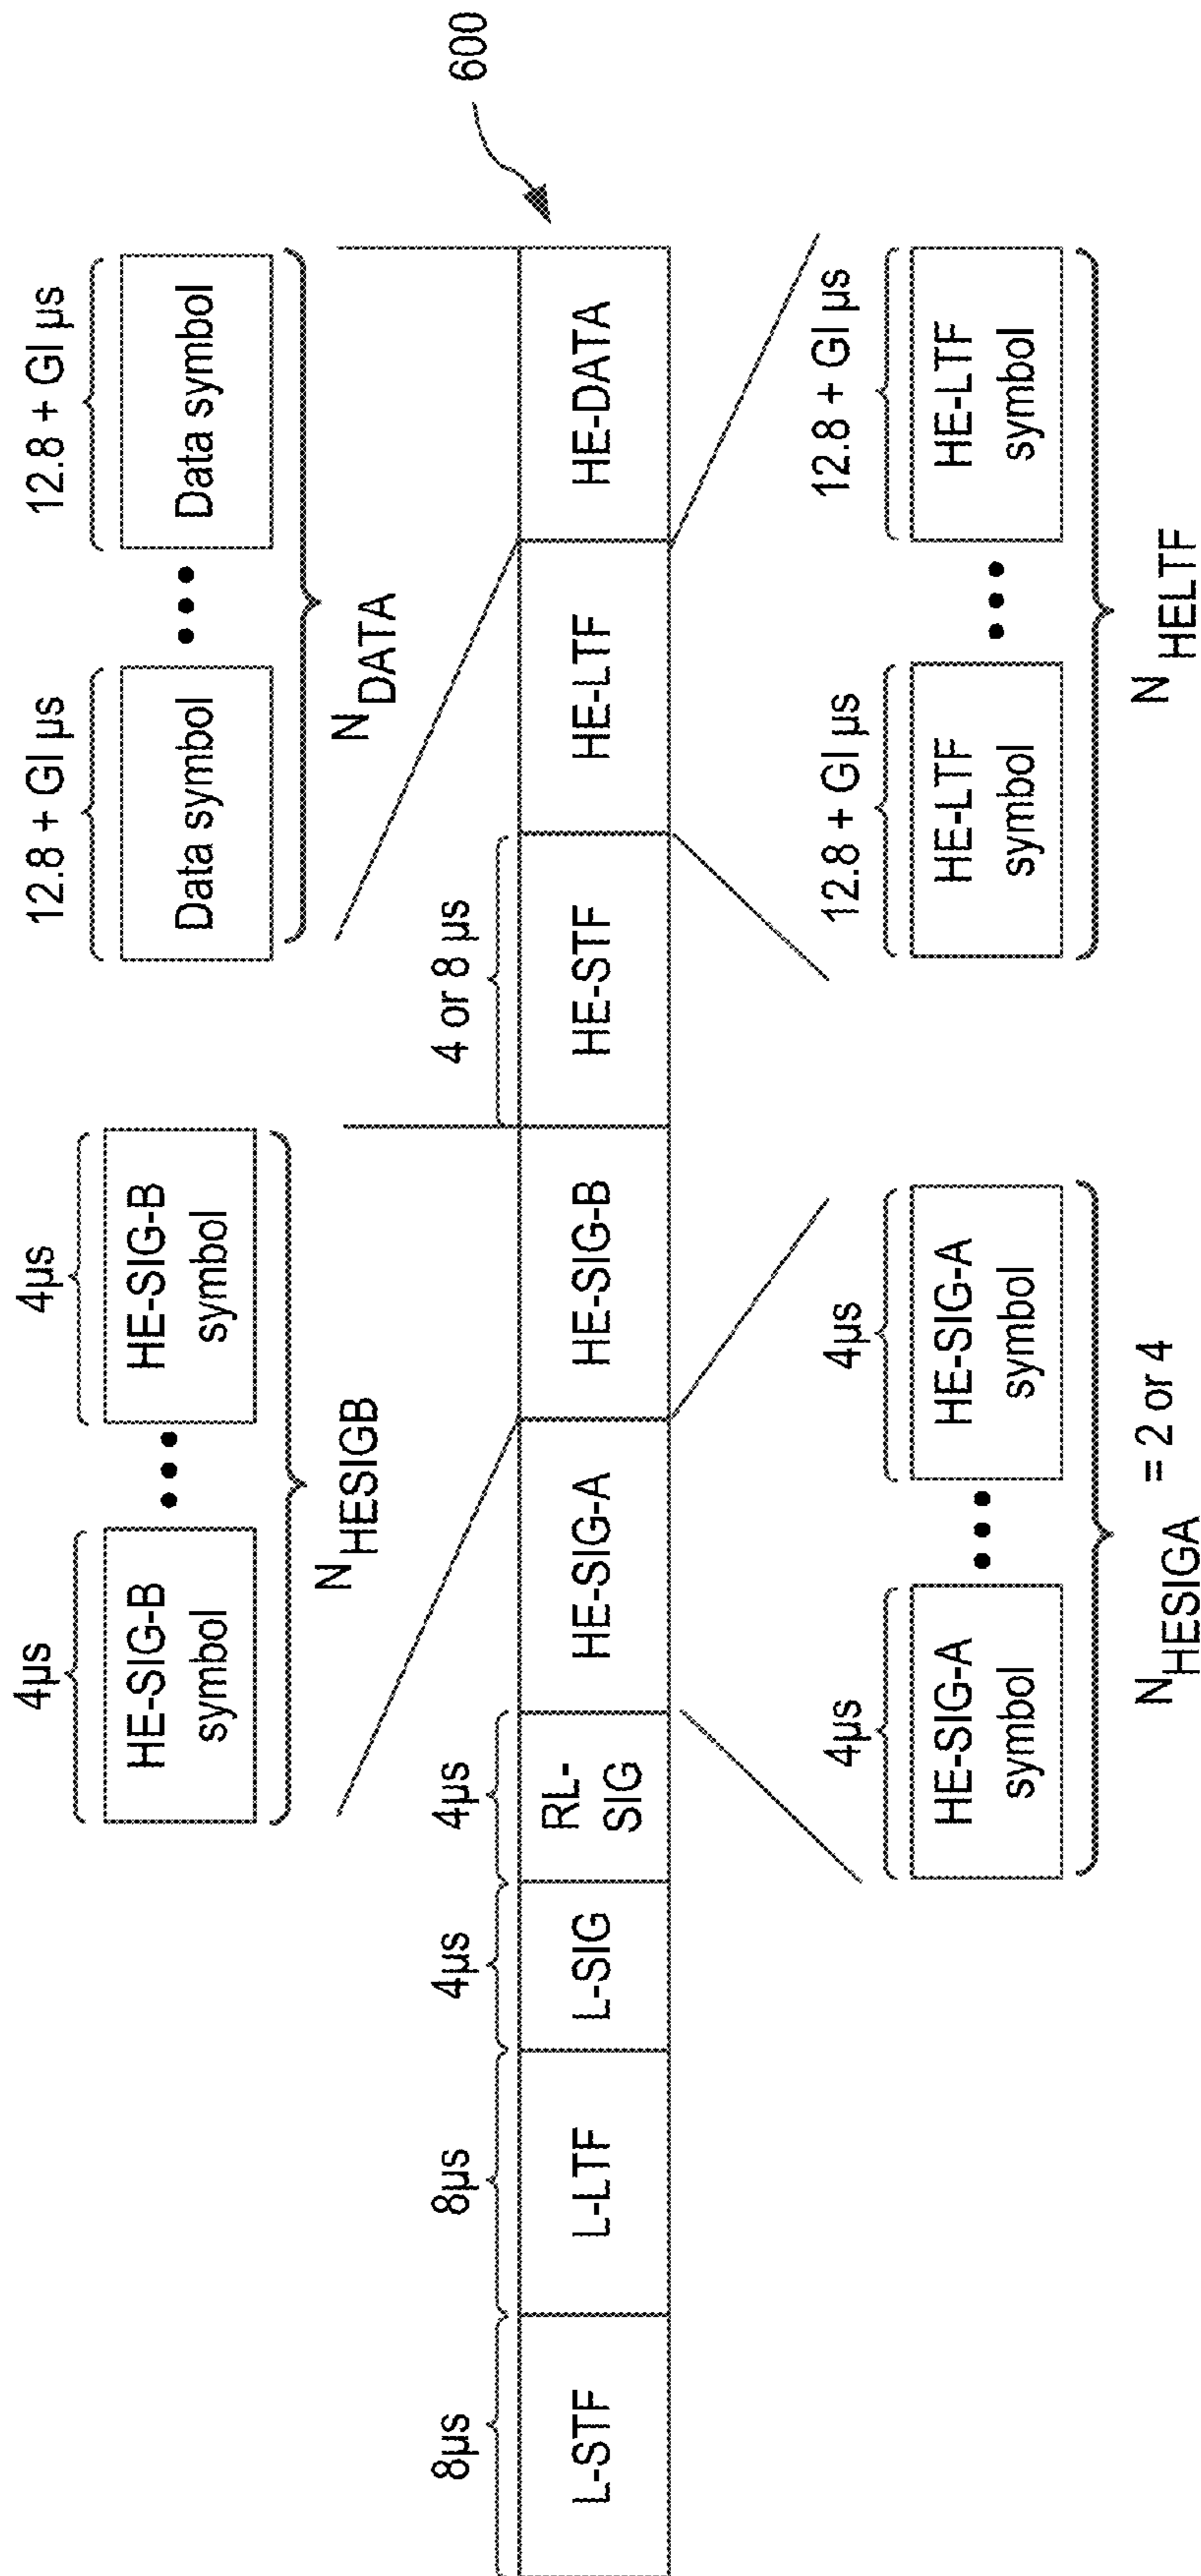 4µs
4µs
12.8 + GI µs
12.8 + GI µs
HE-SIG-B
symbol
HE-SIG-B
symbol
Data symbol
Data symbol
N HESIGB
N DATA
600
8µs
8µs
4µs
4µs
4 or 8 µs
L-STF
L-LTF
L-SIG
RL-
SIG
HE-SIG-A
HE-SIG-B
HE-STF
HE-LTF
HE-DATA
4µs
4µs
12.8 + GI µs
12.8 + GI µs
HE-SIG-A
symbol
HE-SIG-A
symbol
HE-LTF
symbol
HE-LTF
symbol
N HESIGA = 2 or 4
N HELTF